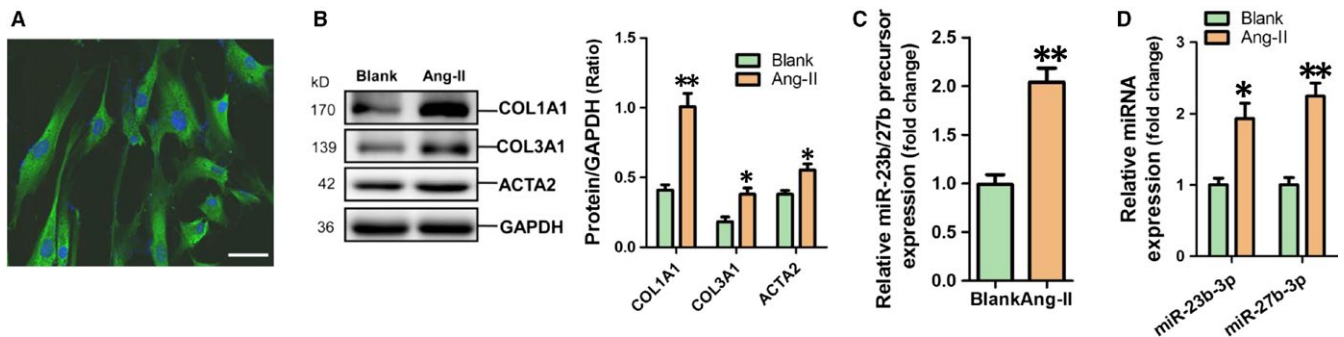 A
B
kD
Blank
Ang-II
170
COL1A1
139
COL3A1
42
ACTA2
36
GAPDH
Protein/GAPDH (Ratio)
1.5
1.0
0.5
0.0
Blank
Ang-II
**
*
*
COL1A1
COL3A1
ACTA2
C
Relative miR-23b/27b precursor
expression (fold change)
2.5
2.0
1.5
1.0
0.5
0.0
**
BlankAng-II
D
Relative miRNA
expression (fold change)
3
2
1
0
Blank
Ang-II
*
**
miR-23b-3p
miR-27b-3p